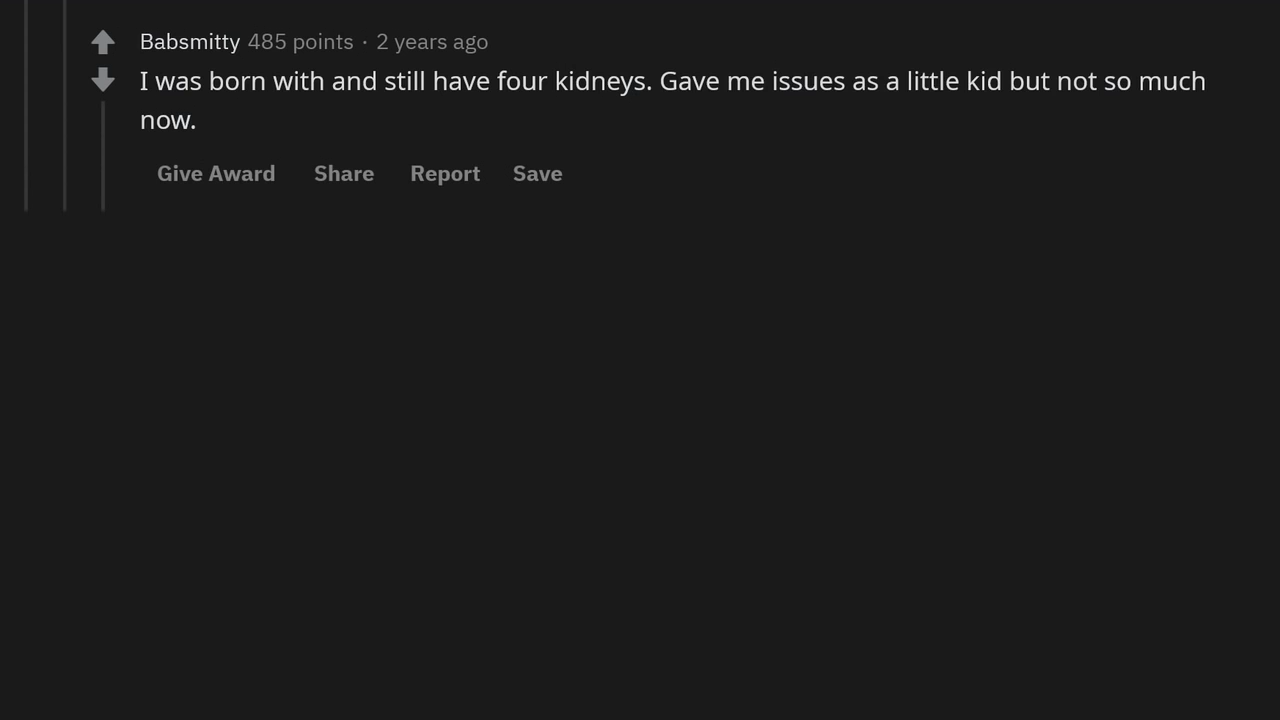 Babsmitty 485 points · 2 years ago
I was born with and still have four kidneys. Gave me issues as a little kid but not so much
now.
Give Award Share Report Save